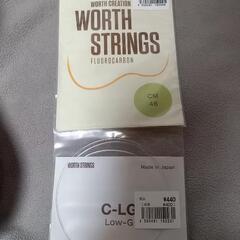 WORTH CREATION
WORTH
STRINGS
FLUOROCARBON
CM
46
WORTH STRINGS
Made in Japan
C-LG
Low-G
¥440